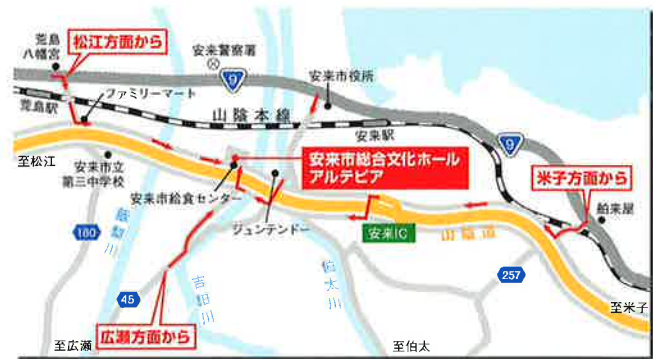 荒島
八幡宮
松江方面から
安来警察署
9
安来市役所
荒島駅
ファミリーマート
山陰本線
安来駅
9
至松江
安来市立
第三中学校
安来市給食センター
安来市総合文化ホール
アルテピア
米子方面から
舶来屋
ジュンテンドー
安来IC
山陰道
180
飯梨川
吉田川
伯太川
257
45
広瀬方面から
至広瀬
至伯太
至米子